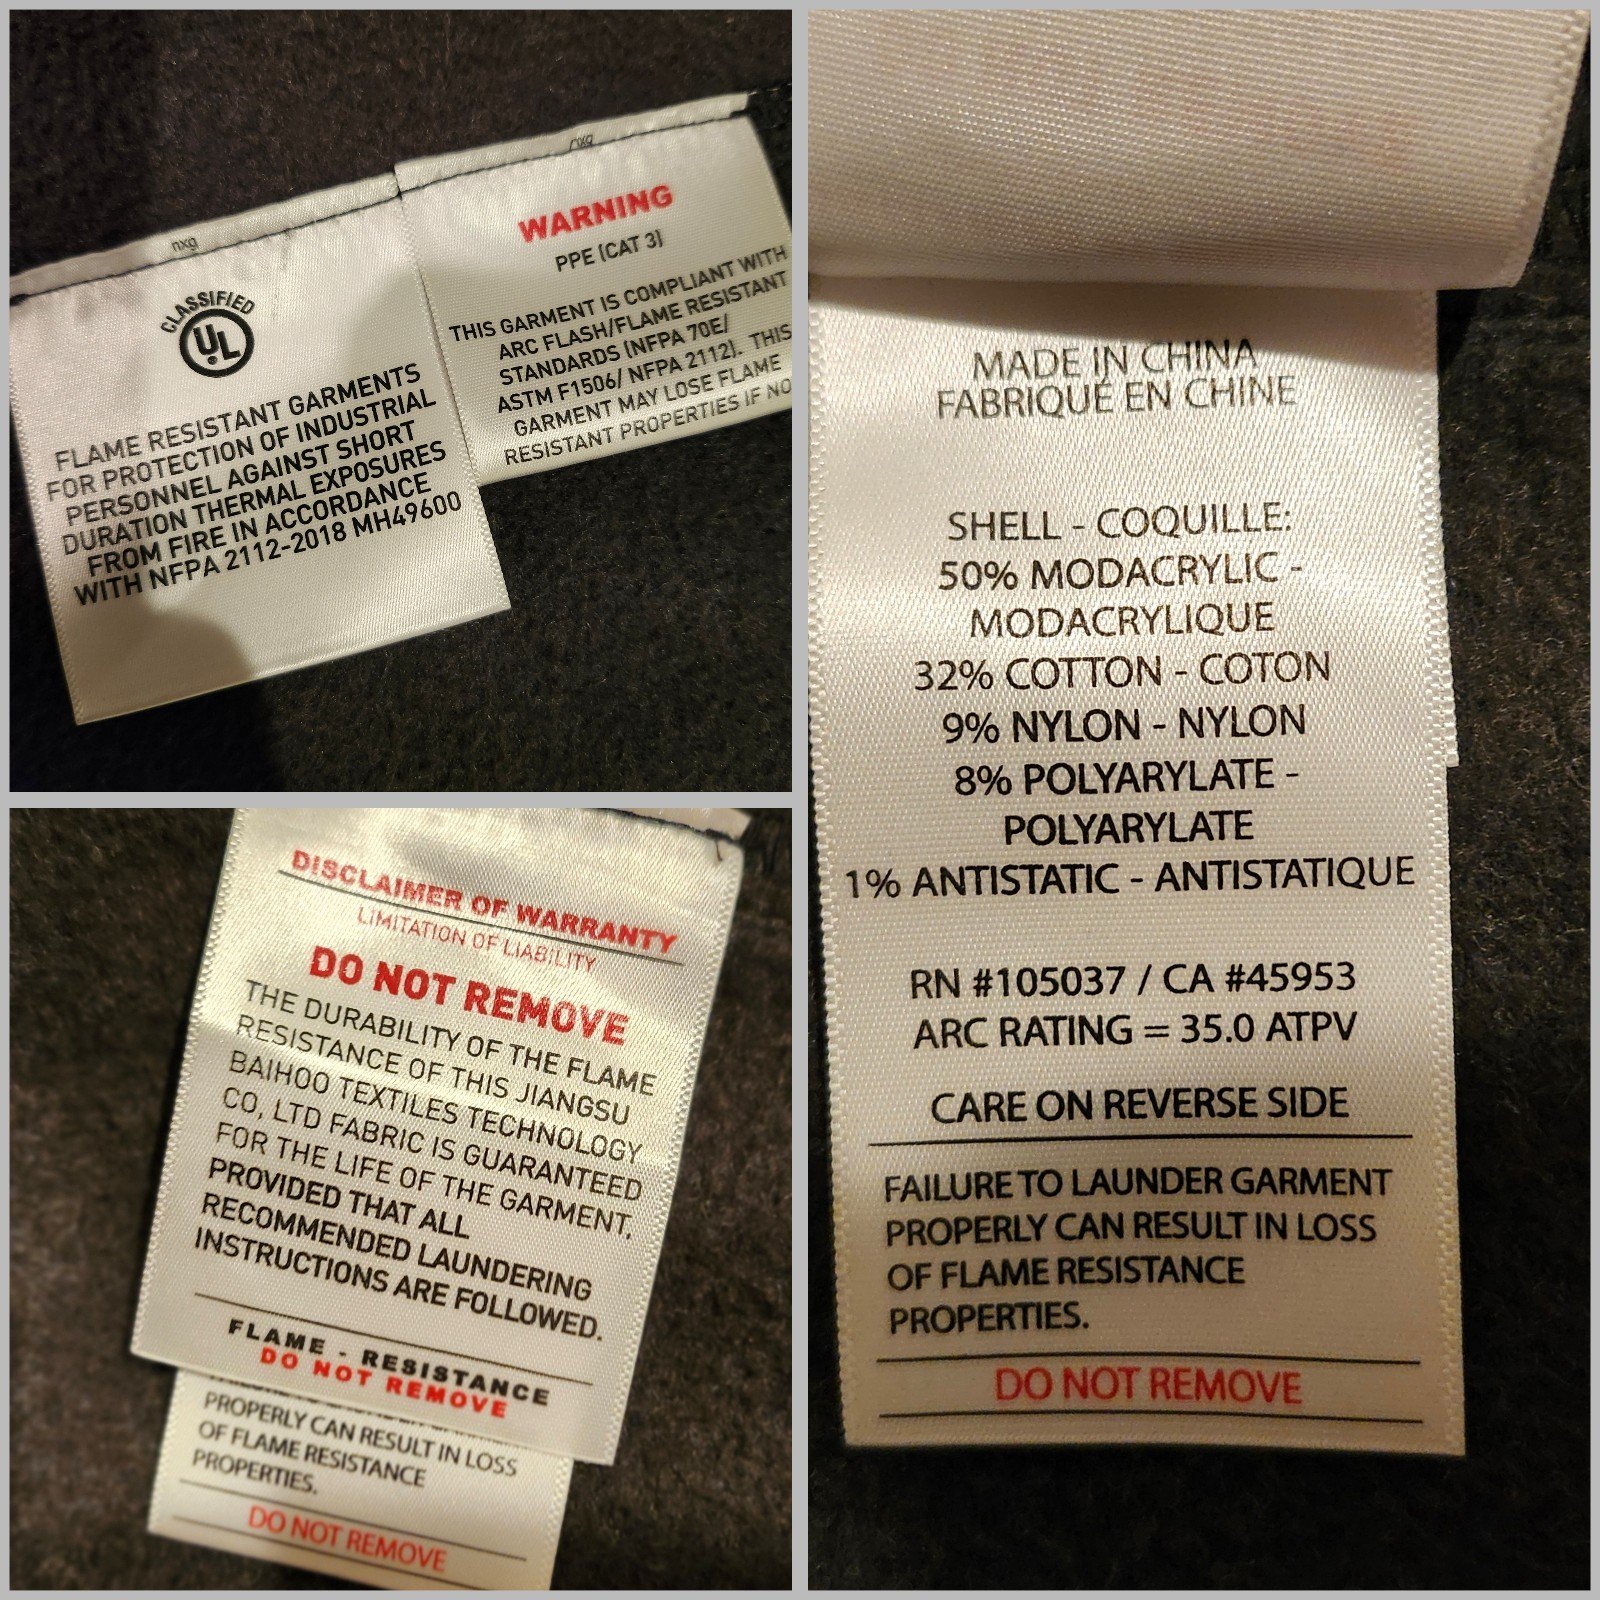 nxg
CLASSIFIED
UL
FLAME RESISTANT GARMENTS
FOR PROTECTION OF INDUSTRIAL
PERSONNEL AGAINST SHORT
DURATION THERMAL EXPOSURES
FROM FIRE IN ACCORDANCE
WITH NFPA 2112-2018 MH49600
nxg
WARNING
PPE (CAT 3)
THIS GARMENT IS COMPLIANT WITH
ARC FLASH/FLAME RESISTANT
STANDARDS (NFPA 70E/
ASTM F1506/ NFPA 2112). THIS
GARMENT MAY LOSE FLAME
RESISTANT PROPERTIES IF NO
DISCLAIMER OF WARRANTY
LIMITATION OF LIABILITY
DO NOT REMOVE
THE DURABILITY OF THE FLAME
RESISTANCE OF THIS JIANGSU
BAIHOO TEXTILES TECHNOLOGY
CO, LTD FABRIC IS GUARANTEED
FOR THE LIFE OF THE GARMENT,
PROVIDED THAT ALL
RECOMMENDED LAUNDERING
INSTRUCTIONS ARE FOLLOWED.
FLAME - RESISTANCE
DO NOT REMOVE
PROPERLY CAN RESULT IN LOSS
OF FLAME RESISTANCE
PROPERTIES.
DO NOT REMOVE
MADE IN CHINA
FABRIQUÉ EN CHINE
SHELL - COQUILLE:
50% MODACRYLIC -
MODACRYLIQUE
32% COTTON - COTON
9% NYLON - NYLON
8% POLYARYLATE -
POLYARYLATE
1% ANTISTATIC - ANTISTATIQUE
RN #105037 / CA #45953
ARC RATING = 35.0 ATPV
CARE ON REVERSE SIDE
FAILURE TO LAUNDER GARMENT
PROPERLY CAN RESULT IN LOSS
OF FLAME RESISTANCE
PROPERTIES.
DO NOT REMOVE